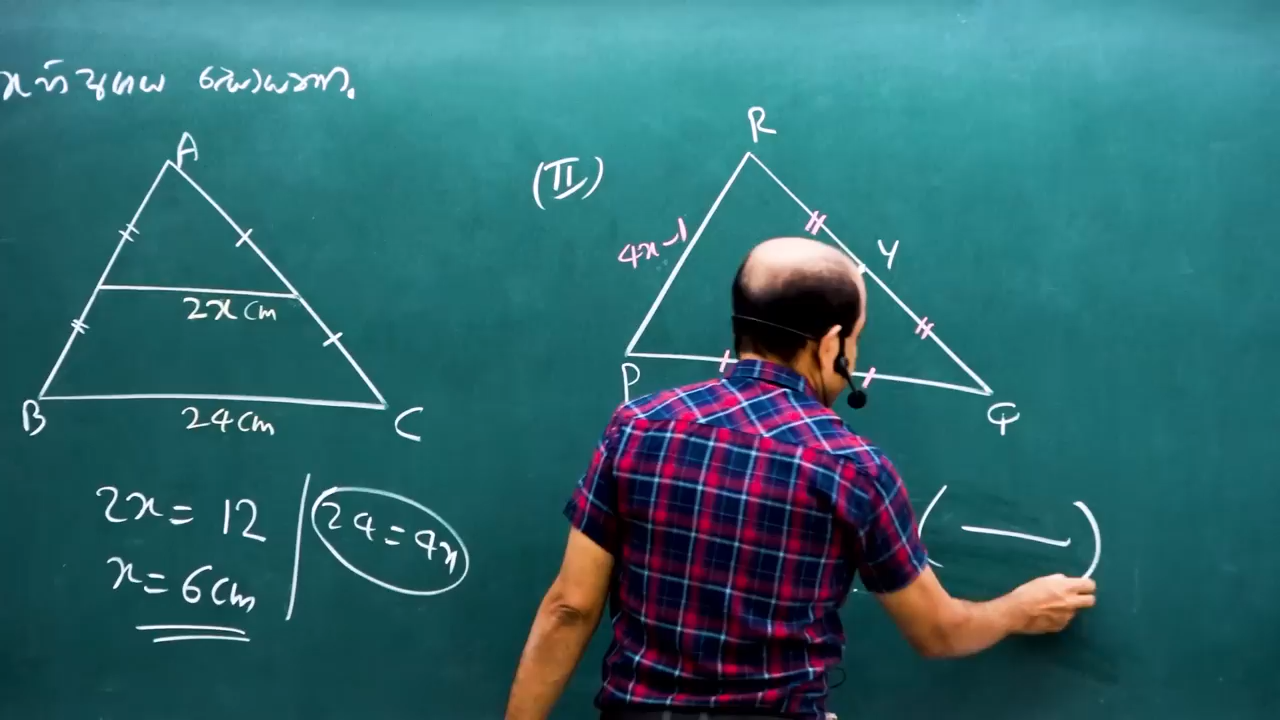 A
2x cm
B
24 cm
C
2x = 12
x = 6 cm
24 = 4x
(II)
R
4x-1
Y
P
Q